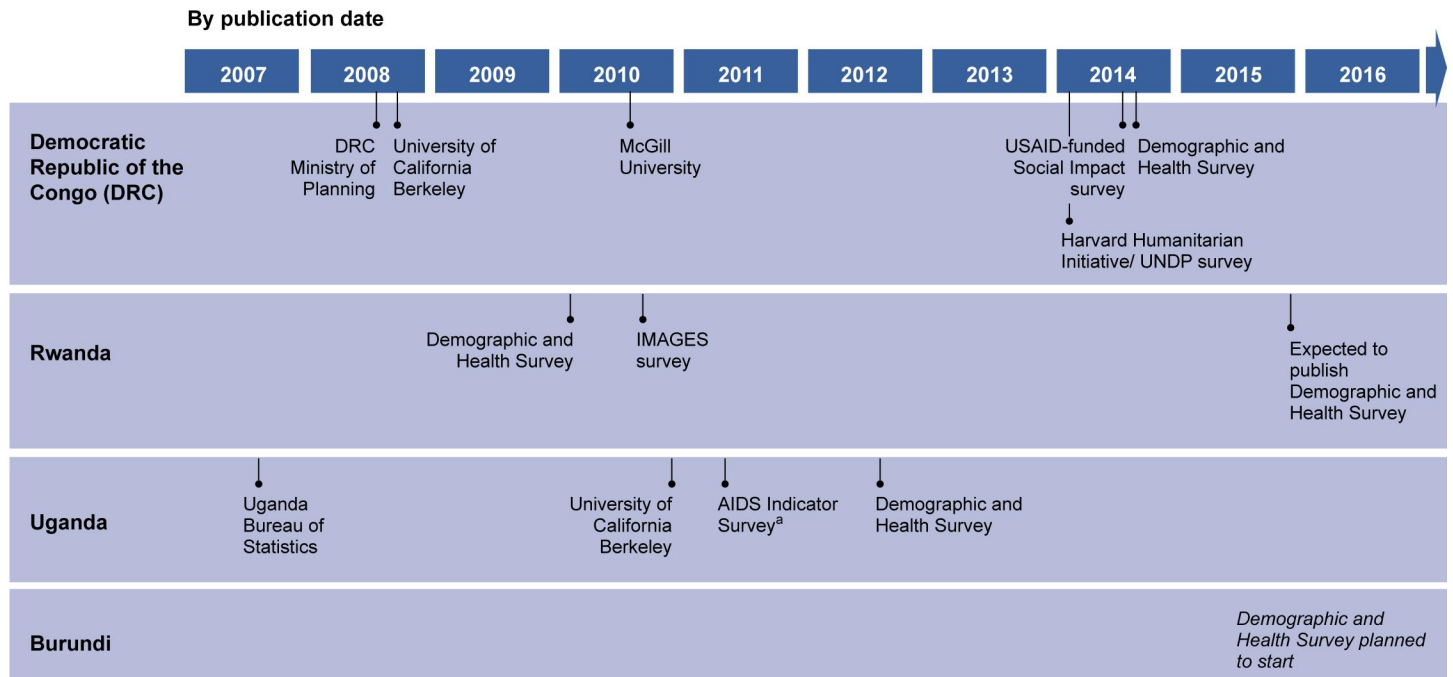 By publication date
2007 2008 2009 2010 2011 2012 2013 2014 2015 2016
Democratic
Republic of the
Congo (DRC)
DRC
Ministry of
Planning
University of
California
Berkeley
McGill
University
USAID-funded
Social Impact
survey
Demographic and
Health Survey
Harvard Humanitarian
Initiative/ UNDP survey
Rwanda
Demographic and
Health Survey
IMAGES
survey
Expected to
publish
Demographic and
Health Survey
Uganda
Uganda
Bureau of
Statistics
University of
California
Berkeley
AIDS Indicator
Surveyᵃ
Demographic and
Health Survey
Burundi
Demographic and
Health Survey planned
to start